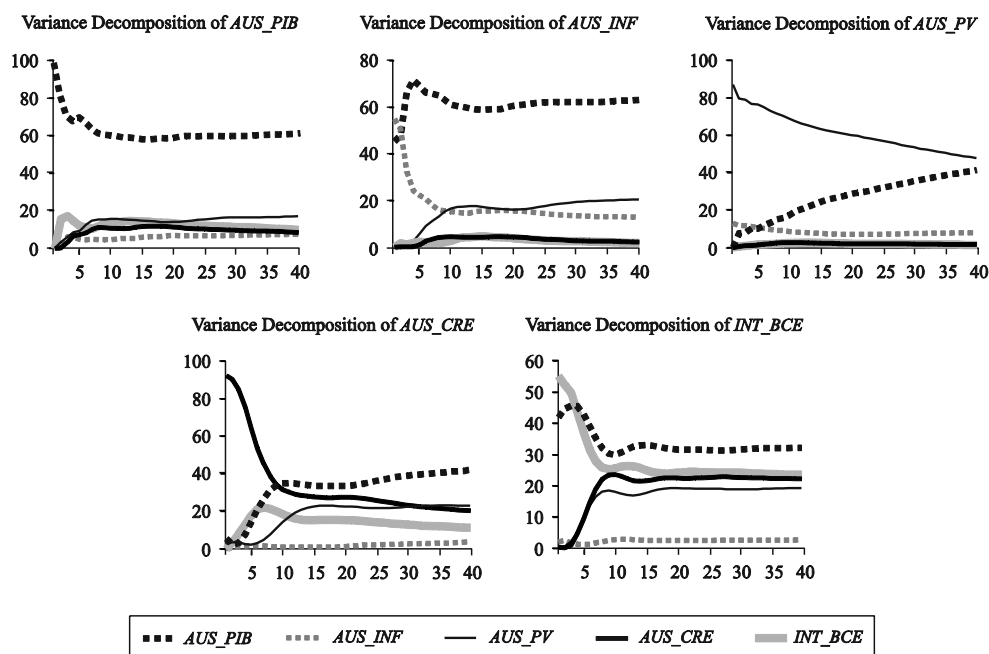 Variance Decomposition of AUS_PIB
100
80
60
40
20
0
5 10 15 20 25 30 35 40
Variance Decomposition of AUS_INF
80
60
40
20
0
5 10 15 20 25 30 35 40
Variance Decomposition of AUS_PV
100
80
60
40
20
0
5 10 15 20 25 30 35 40
Variance Decomposition of AUS_CRE
100
80
60
40
20
0
5 10 15 20 25 30 35 40
Variance Decomposition of INT_BCE
60
50
40
30
20
10
0
5 10 15 20 25 30 35 40
AUS_PIB AUS_INF AUS_PV AUS_CRE INT_BCE